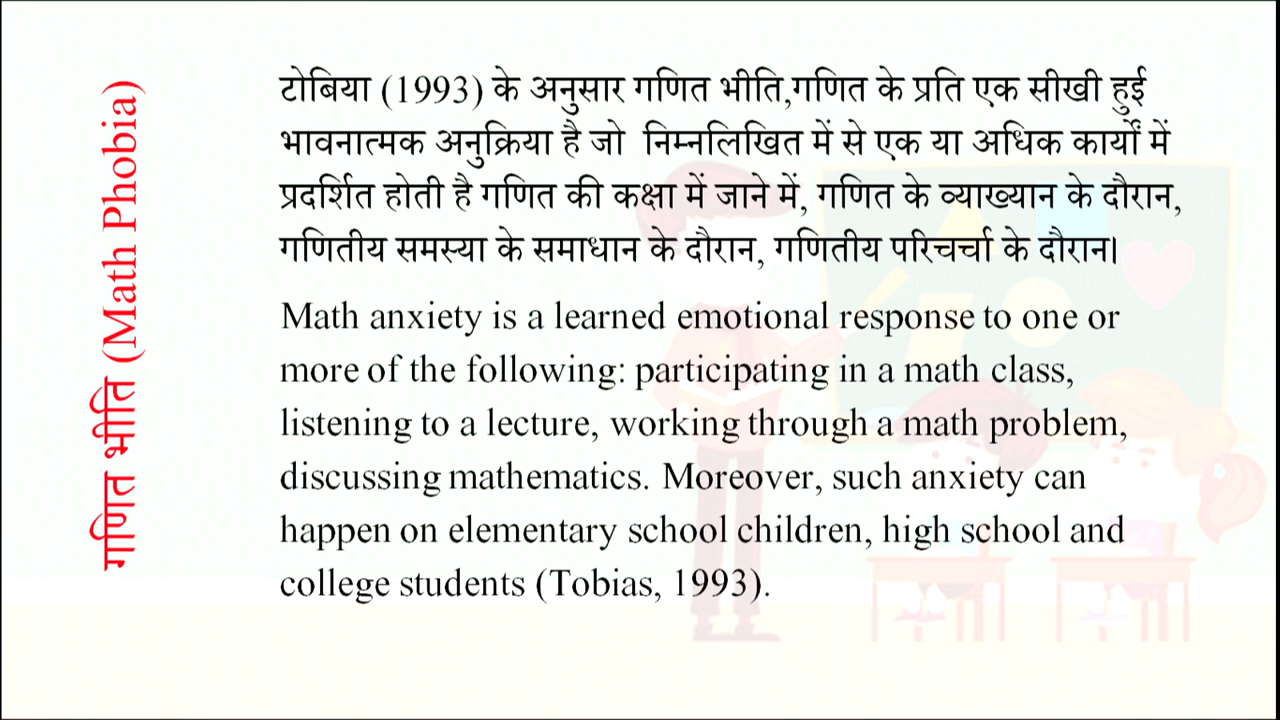 गणित भीति (Math Phobia)
टोबिया (1993) के अनुसार गणित भीति,गणित के प्रति एक सीखी हुई
भावनात्मक अनुक्रिया है जो निम्नलिखित में से एक या अधिक कार्यों में
प्रदर्शित होती है गणित की कक्षा में जाने में, गणित के व्याख्यान के दौरान,
गणितीय समस्या के समाधान के दौरान, गणितीय परिचर्चा के दौरान।
Math anxiety is a learned emotional response to one or
more of the following: participating in a math class,
listening to a lecture, working through a math problem,
discussing mathematics. Moreover, such anxiety can
happen on elementary school children, high school and
college students (Tobias, 1993).